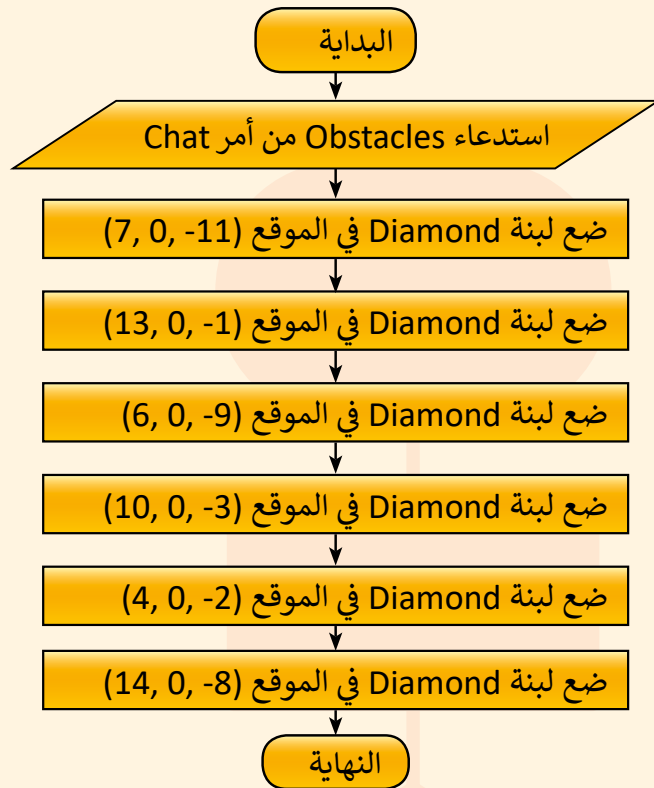 البداية
استدعاء Obstacles من أمر Chat
ضع لبنة Diamond في الموقع (7, 0, -11)
ضع لبنة Diamond في الموقع (13, 0, -1)
ضع لبنة Diamond في الموقع (6, 0, -9)
ضع لبنة Diamond في الموقع (10, 0, -3)
ضع لبنة Diamond في الموقع (4, 0, -2)
ضع لبنة Diamond في الموقع (14, 0, -8)
النهاية